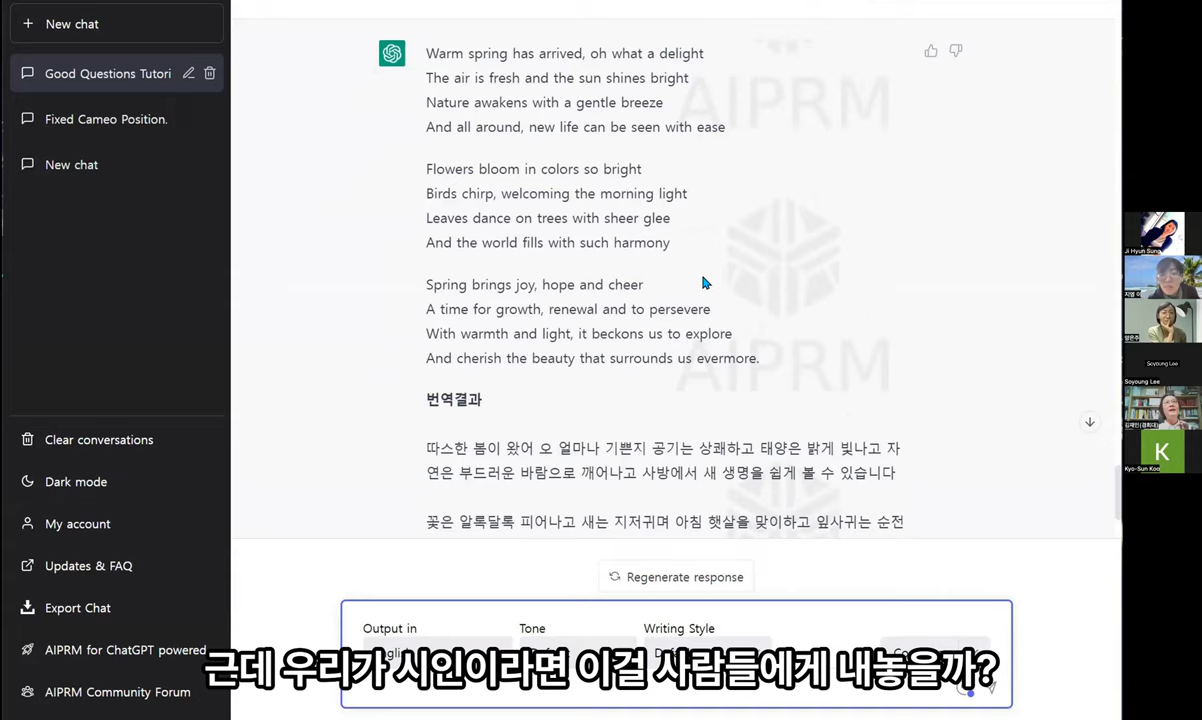 New chat
Good Questions Tutori
Fixed Cameo Position.
New chat
Clear conversations
Dark mode
My account
Updates & FAQ
Export Chat
AIPRM for ChatGPT powered
AIPRM Community Forum
Warm spring has arrived, oh what a delight
The air is fresh and the sun shines bright
Nature awakens with a gentle breeze
And all around, new life can be seen with ease
Flowers bloom in colors so bright
Birds chirp, welcoming the morning light
Leaves dance on trees with sheer glee
And the world fills with such harmony
Spring brings joy, hope and cheer
A time for growth, renewal and to persevere
With warmth and light, it beckons us to explore
And cherish the beauty that surrounds us evermore.
번역결과
따스한 봄이 왔어 오 얼마나 기쁜지 공기는 상쾌하고 태양은 밝게 빛나고 자
연은 부드러운 바람으로 깨어나고 사방에서 새 생명을 쉽게 볼 수 있습니다
꽃은 알록달록 피어나고 새는 지저귀며 아침 햇살을 맞이하고 잎사귀는 순전
AIPRM
AIPRM
Regenerate response
Output in
Tone
Writing Style
근데 우리가 시인이라면 이걸 사람들에게 내놓을까?
Ji Hyun Sung
지영 이
양은주
Soyoung Lee
Soyoung Lee
김재인(경희대)
K
Kyo-Sun Koo